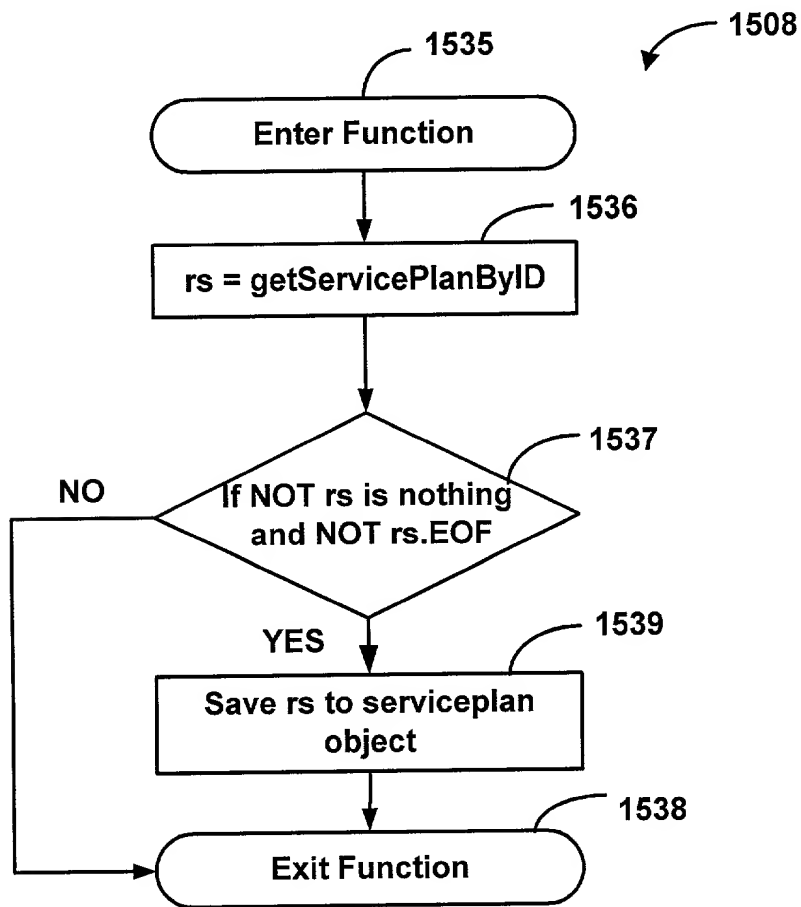 1508
1535
Enter Function
1536
rs = getServicePlanByID
1537
If NOT rs is nothing
and NOT rs.EOF
NO
YES
1539
Save rs to serviceplan
object
1538
Exit Function